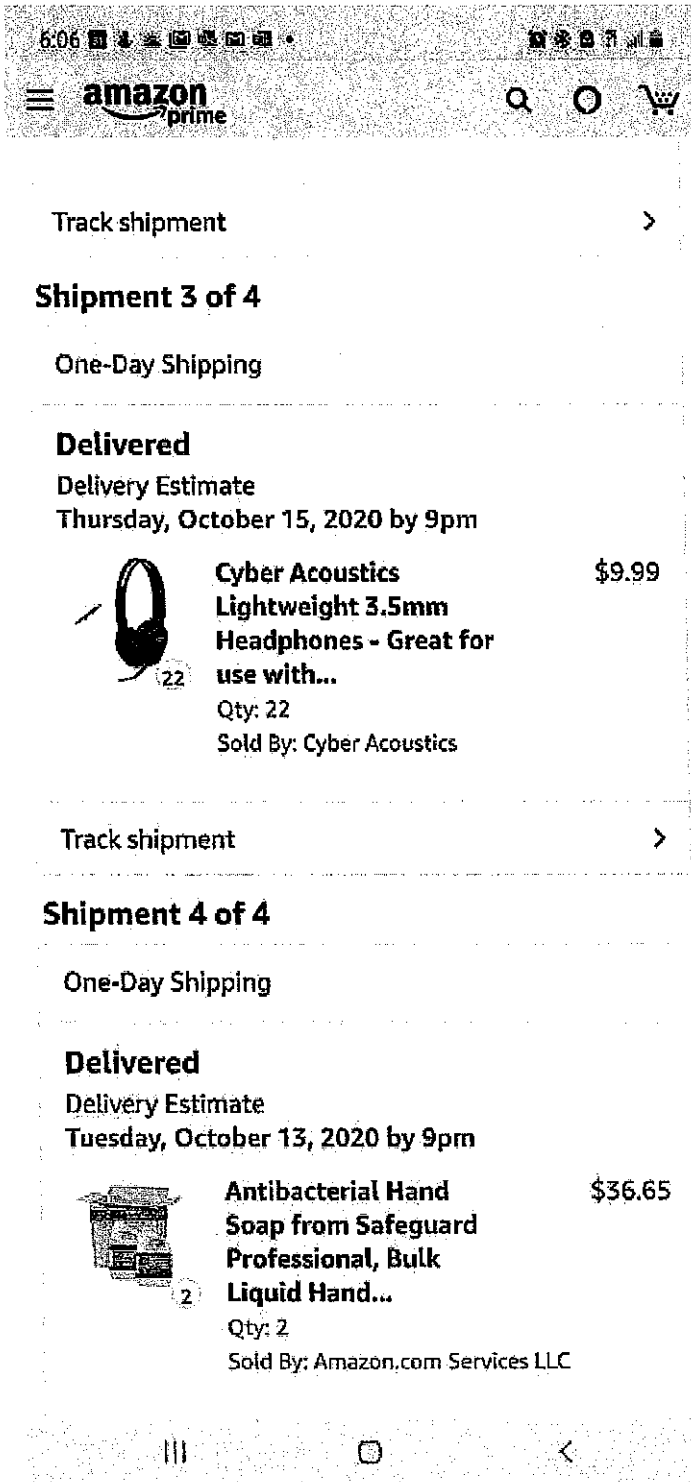 6:06
amazon
prime
Track shipment
Shipment 3 of 4
One-Day Shipping
Delivered
Delivery Estimate
Thursday, October 15, 2020 by 9pm
Cyber Acoustics $9.99
Lightweight 3.5mm
Headphones - Great for
use with...
22
Qty: 22
Sold By: Cyber Acoustics
Track shipment
Shipment 4 of 4
One-Day Shipping
Delivered
Delivery Estimate
Tuesday, October 13, 2020 by 9pm
Antibacterial Hand $36.65
Soap from Safeguard
Professional, Bulk
Liquid Hand...
2
Qty: 2
Sold By: Amazon.com Services LLC